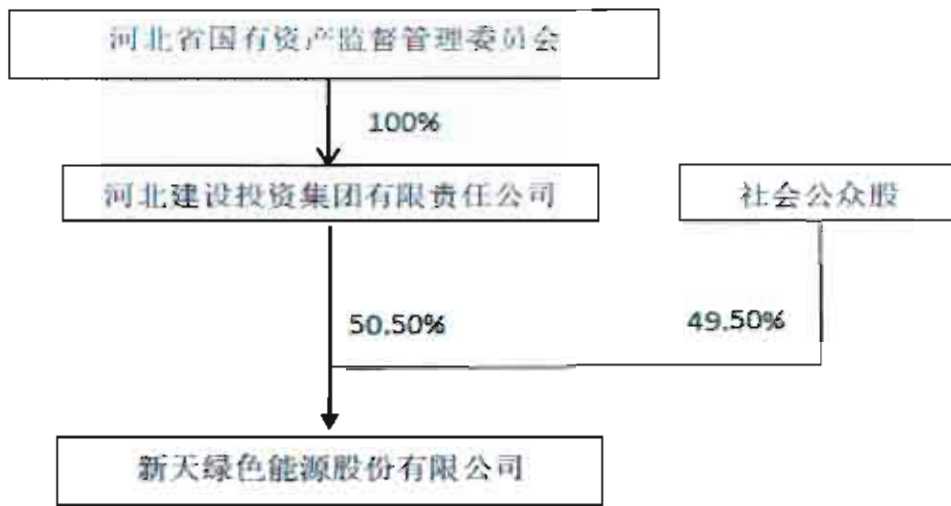 河北省国有资产监督管理委员会
100%
河北建设投资集团有限责任公司
社会公众股
50.50%
49.50%
新天绿色能源股份有限公司